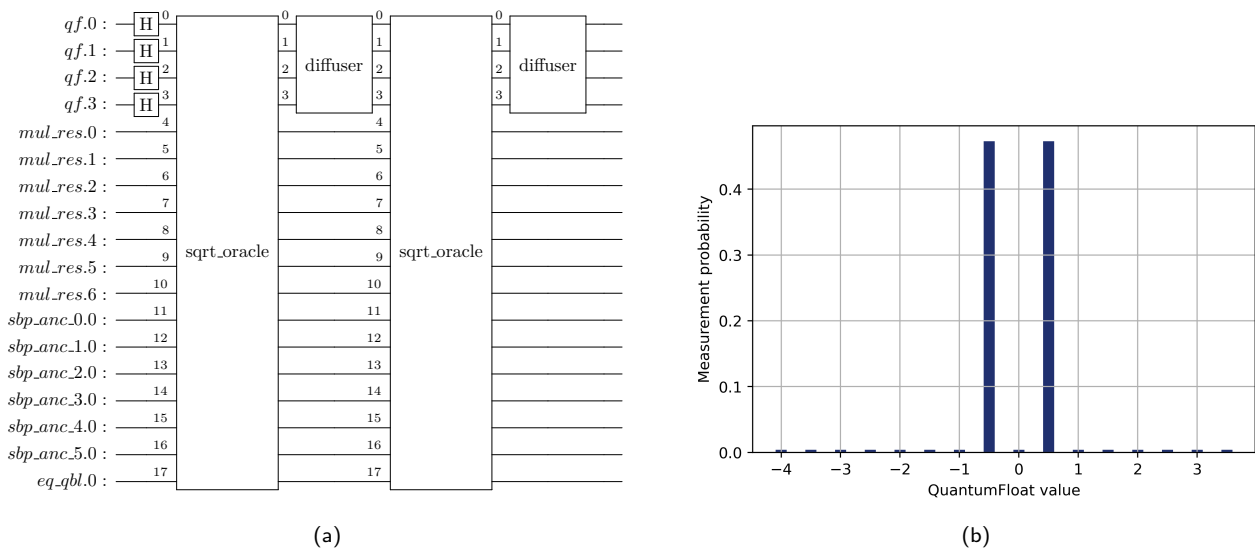 qf.0 : H 0 0 0 0
qf.1 : H 1 1 1 1
qf.2 : H 2 2 2 2
qf.3 : H 3 3 3 3
diffuser diffuser
mul_res.0 : 4 4
mul_res.1 : 5 5
mul_res.2 : 6 6
mul_res.3 : 7 7
mul_res.4 : 8 8
sqrt_oracle sqrt_oracle
mul_res.5 : 9 9
mul_res.6 : 10 10
sbp_anc_0.0 : 11 11
sbp_anc_1.0 : 12 12
sbp_anc_2.0 : 13 13
sbp_anc_3.0 : 14 14
sbp_anc_4.0 : 15 15
sbp_anc_5.0 : 16 16
eq_qbl.0 : 17 17
(a)
Measurement probability
0.4
0.3
0.2
0.1
0.0
−4 −3 −2 −1 0 1 2 3
QuantumFloat value
(b)